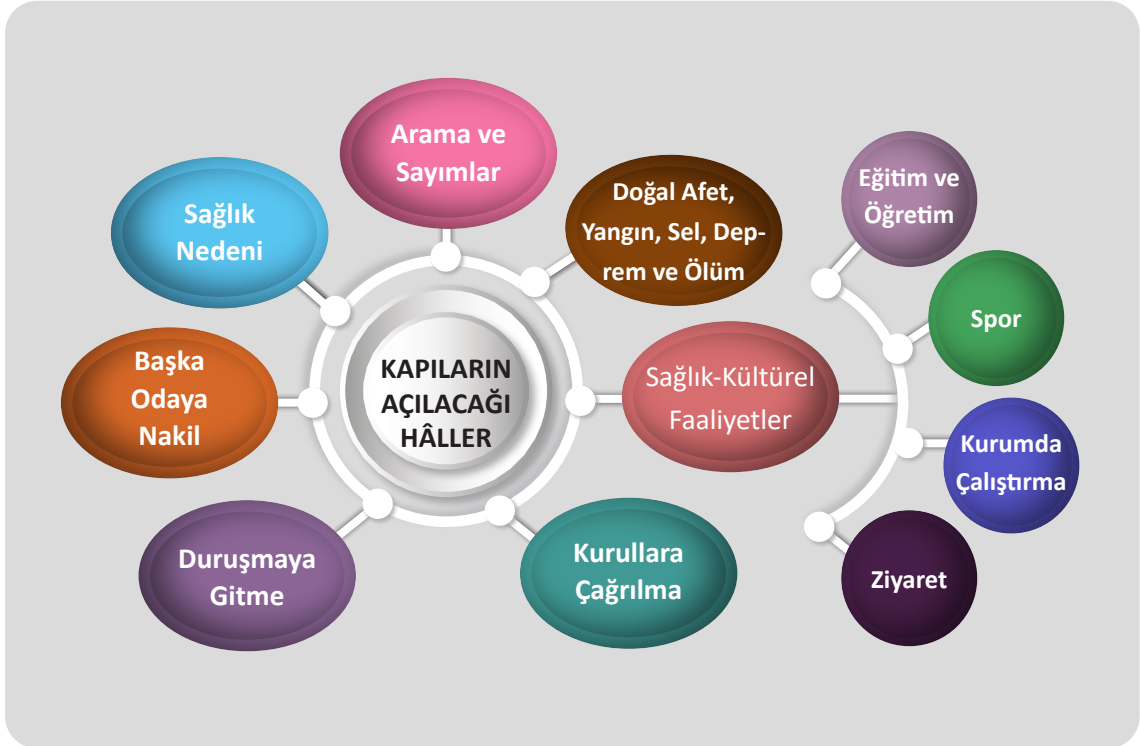 KAPILARIN
AÇILACAĞI
HÂLLER
Arama ve
Sayımlar
Doğal Afet,
Yangın, Sel, Dep-
rem ve Ölüm
Sağlık-Kültürel
Faaliyetler
Eğitim ve
Öğretim
Spor
Kurumda
Çalıştırma
Ziyaret
Kurullara
Çağrılma
Duruşmaya
Gitme
Başka
Odaya
Nakil
Sağlık
Nedeni